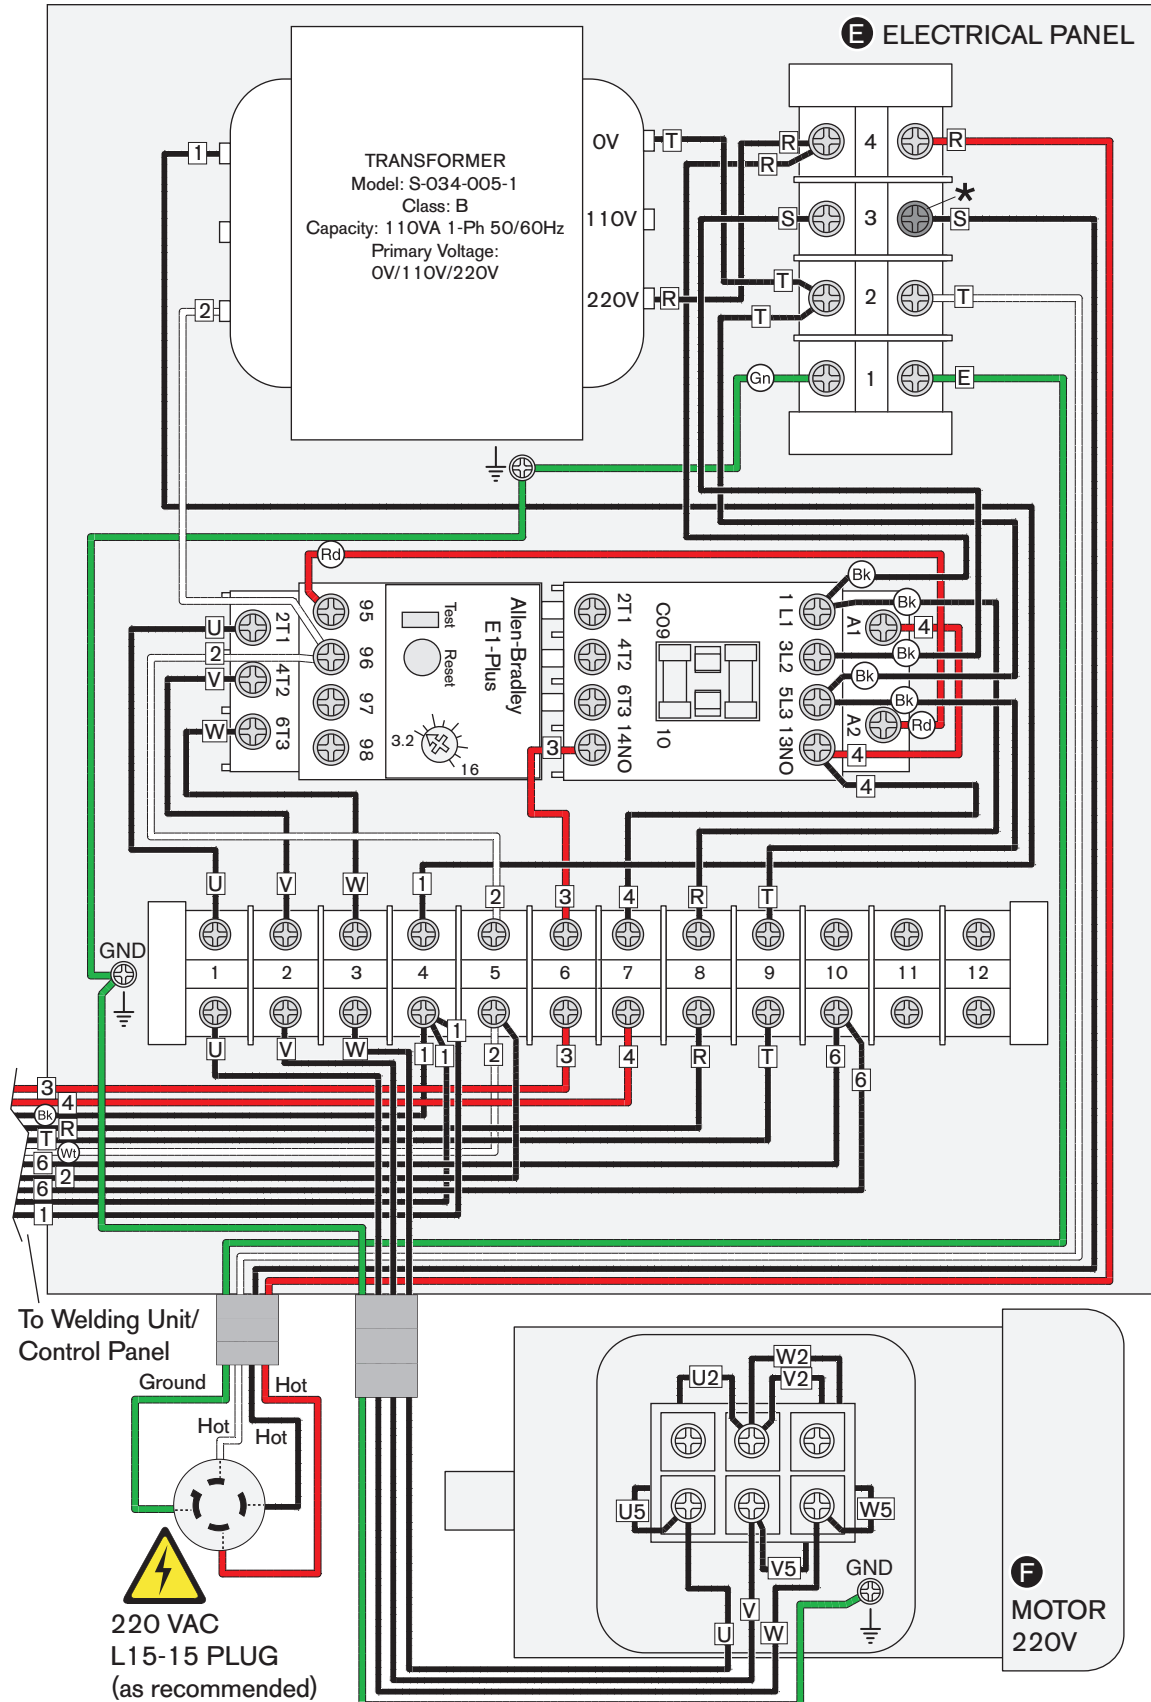 E ELECTRICAL PANEL
TRANSFORMER
Model: S-034-005-1
Class: B
Capacity: 110VA 1-Ph 50/60Hz
Primary Voltage:
0V/110V/220V
0V
110V
220V
1
2
T
R
R
R
S
T
T
Gn
4
3
2
1
R
*
S
T
E
Rd
U
2
V
W
2T1
4T2
6T3
95
96
97
98
Test
Reset
Allen-Bradley
E1-Plus
3.2
16
3
2T1
4T2
6T3
14NO
C09
10
1 L1
3L2
5L3
13NO
A1
A2
Bk
Bk
4
Bk
Bk
Bk
Rd
4
4
U
V
W
1
2
3
4
R
T
GND
1 2 3 4 5 6 7 8 9 10 11 12
U
V
W
1
1
1
2
3
4
R
T
6
6
3
4
Bk
R
T
Wt
6
2
6
1
To Welding Unit/
Control Panel
Ground
Hot
Hot
Hot
220 VAC
L15-15 PLUG
(as recommended)
W2
U2
V2
U5
W5
V5
GND
V
U
W
F
MOTOR
220V